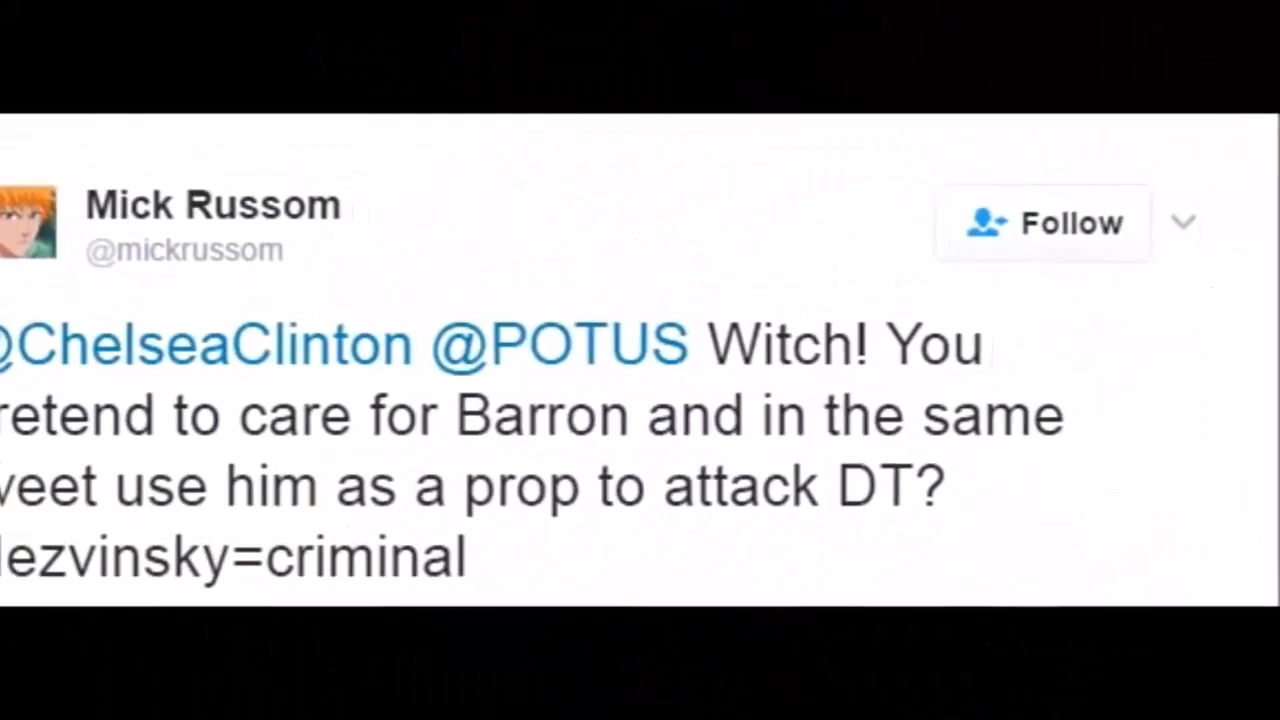 Mick Russom
Follow
@mickrussom
@ChelseaClinton @POTUS Witch! You
retend to care for Barron and in the same
veet use him as a prop to attack DT?
lezvinsky=criminal